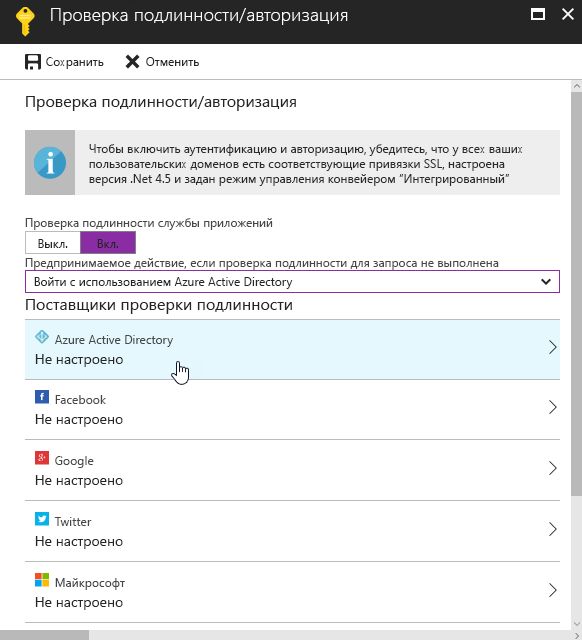 Проверка подлинности/авторизация
Сохранить
Отменить
Проверка подлинности/авторизация
Чтобы включить аутентификацию и авторизацию, убедитесь, что у всех ваших
пользовательских доменов есть соответствующие привязки SSL, настроена
версия .Net 4.5 и задан режим управления конвейером "Интегрированный"
Проверка подлинности службы приложений
Выкл.
Вкл.
Предпринимаемое действие, если проверка подлинности для запроса не выполнена
Войти с использованием Azure Active Directory
Поставщики проверки подлинности
Azure Active Directory
Не настроено
Facebook
Не настроено
Google
Не настроено
Twitter
Не настроено
Майкрософт
Не настроено